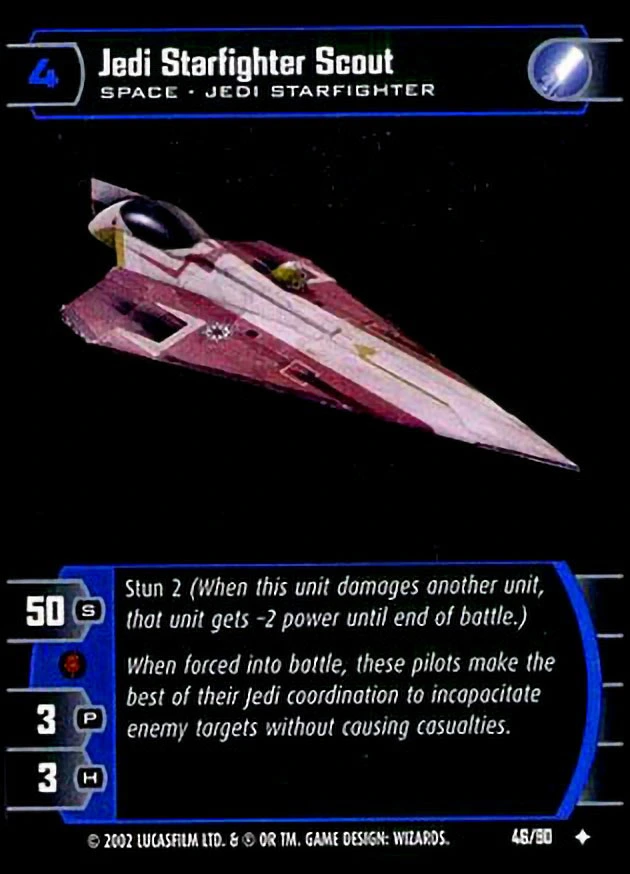 4
Jedi Starfighter Scout
SPACE · JEDI STARFIGHTER
Stun 2 (When this unit damages another unit,
that unit gets -2 power until end of battle.)
50 S
When forced into battle, these pilots make the
best of their Jedi coordination to incapacitate
enemy targets without causing casualties.
3 P
3 H
© 2002 LUCASFILM LTD. & ® OR TM. GAME DESIGN: WIZARDS. 46/90